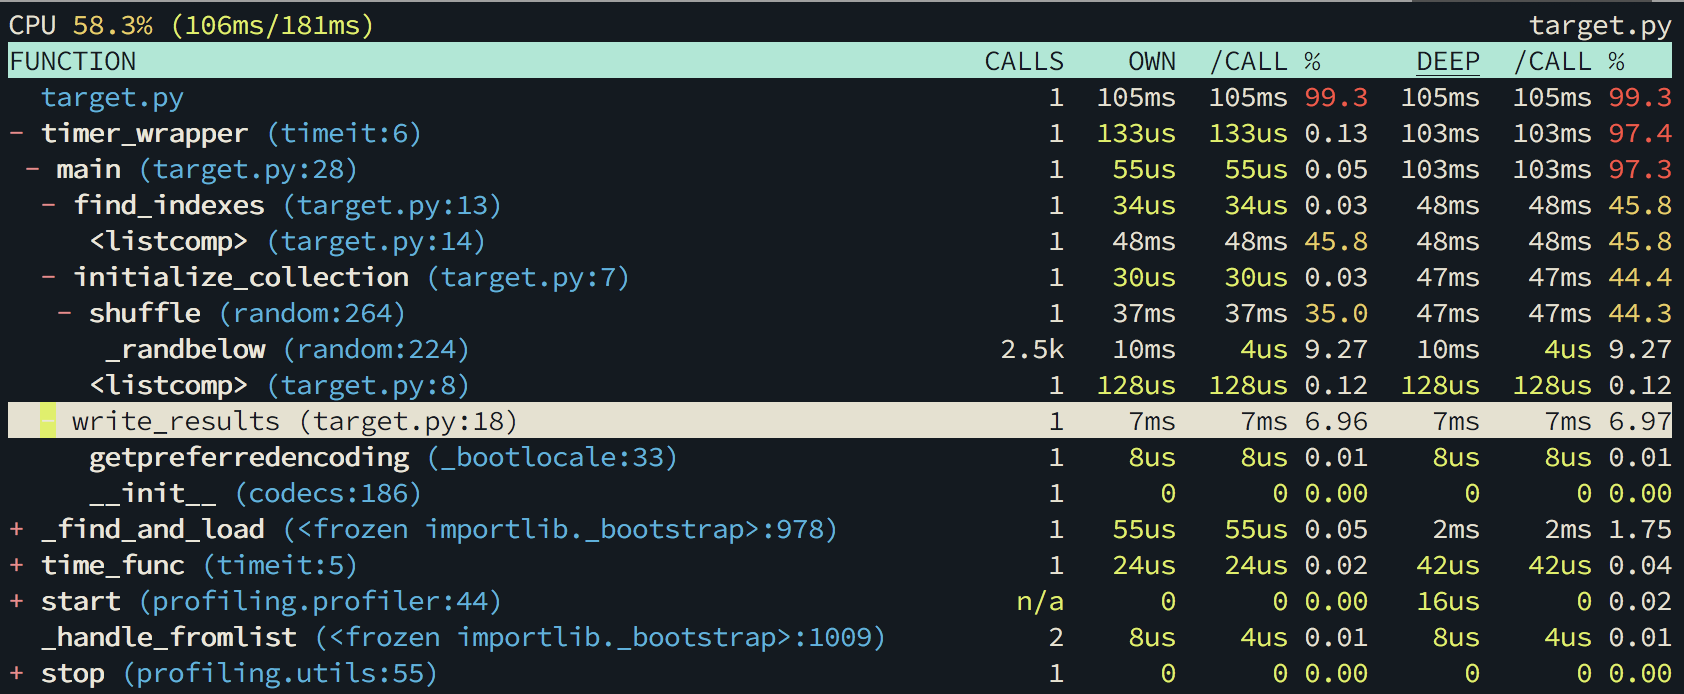 CPU 58.3% (106ms/181ms) target.py
FUNCTION CALLS OWN /CALL % DEEP /CALL %
target.py 1 105ms 105ms 99.3 105ms 105ms 99.3
- timer_wrapper (timeit:6) 1 133us 133us 0.13 103ms 103ms 97.4
- main (target.py:28) 1 55us 55us 0.05 103ms 103ms 97.3
- find_indexes (target.py:13) 1 34us 34us 0.03 48ms 48ms 45.8
<listcomp> (target.py:14) 1 48ms 48ms 45.8 48ms 48ms 45.8
- initialize_collection (target.py:7) 1 30us 30us 0.03 47ms 47ms 44.4
- shuffle (random:264) 1 37ms 37ms 35.0 47ms 47ms 44.3
_randbelow (random:224) 2.5k 10ms 4us 9.27 10ms 4us 9.27
<listcomp> (target.py:8) 1 128us 128us 0.12 128us 128us 0.12
- write_results (target.py:18) 1 7ms 7ms 6.96 7ms 7ms 6.97
getpreferredencoding (_bootlocale:33) 1 8us 8us 0.01 8us 8us 0.01
__init__ (codecs:186) 1 0 0 0.00 0 0 0.00
+ _find_and_load (<frozen importlib._bootstrap>:978) 1 55us 55us 0.05 2ms 2ms 1.75
+ time_func (timeit:5) 1 24us 24us 0.02 42us 42us 0.04
+ start (profiling.profiler:44) n/a 0 0 0.00 16us 0 0.02
_handle_fromlist (<frozen importlib._bootstrap>:1009) 2 8us 4us 0.01 8us 4us 0.01
+ stop (profiling.utils:55) 1 0 0 0.00 0 0 0.00